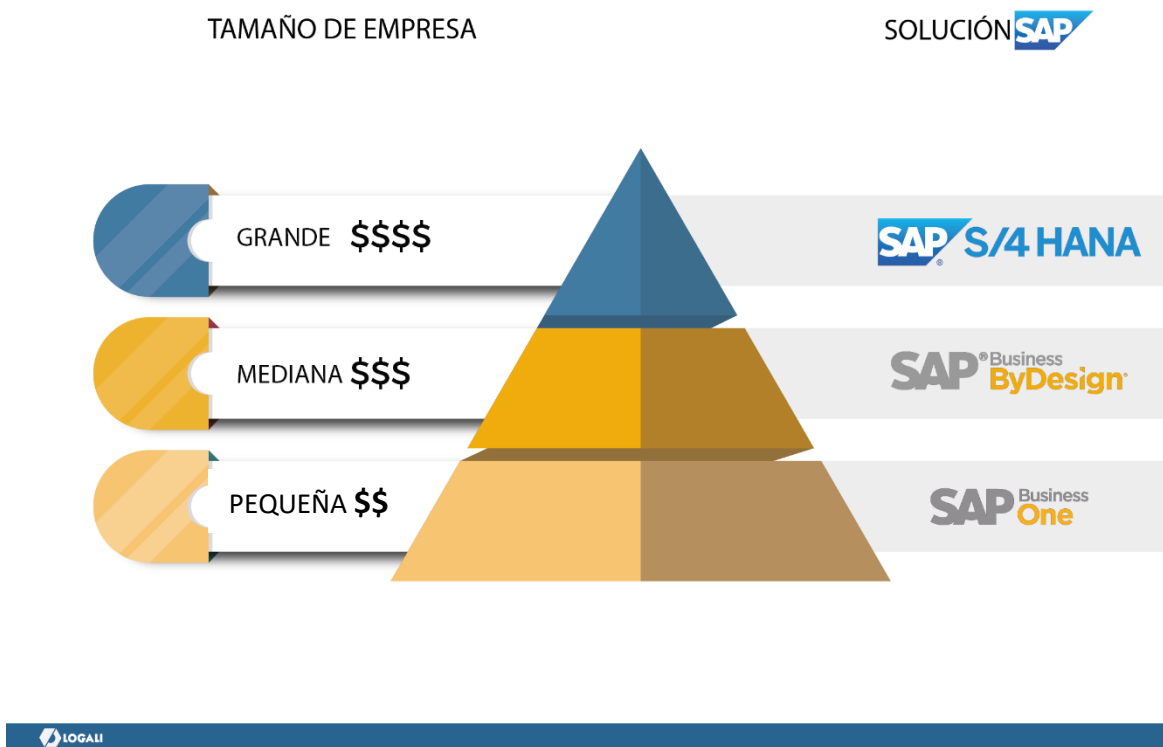 TAMAÑO DE EMPRESA
SOLUCIÓN SAP
GRANDE $$$$
SAP® S/4 HANA
MEDIANA $$$
SAP® Business
ByDesign®
PEQUEÑA $$
SAP Business
One
LOGALI